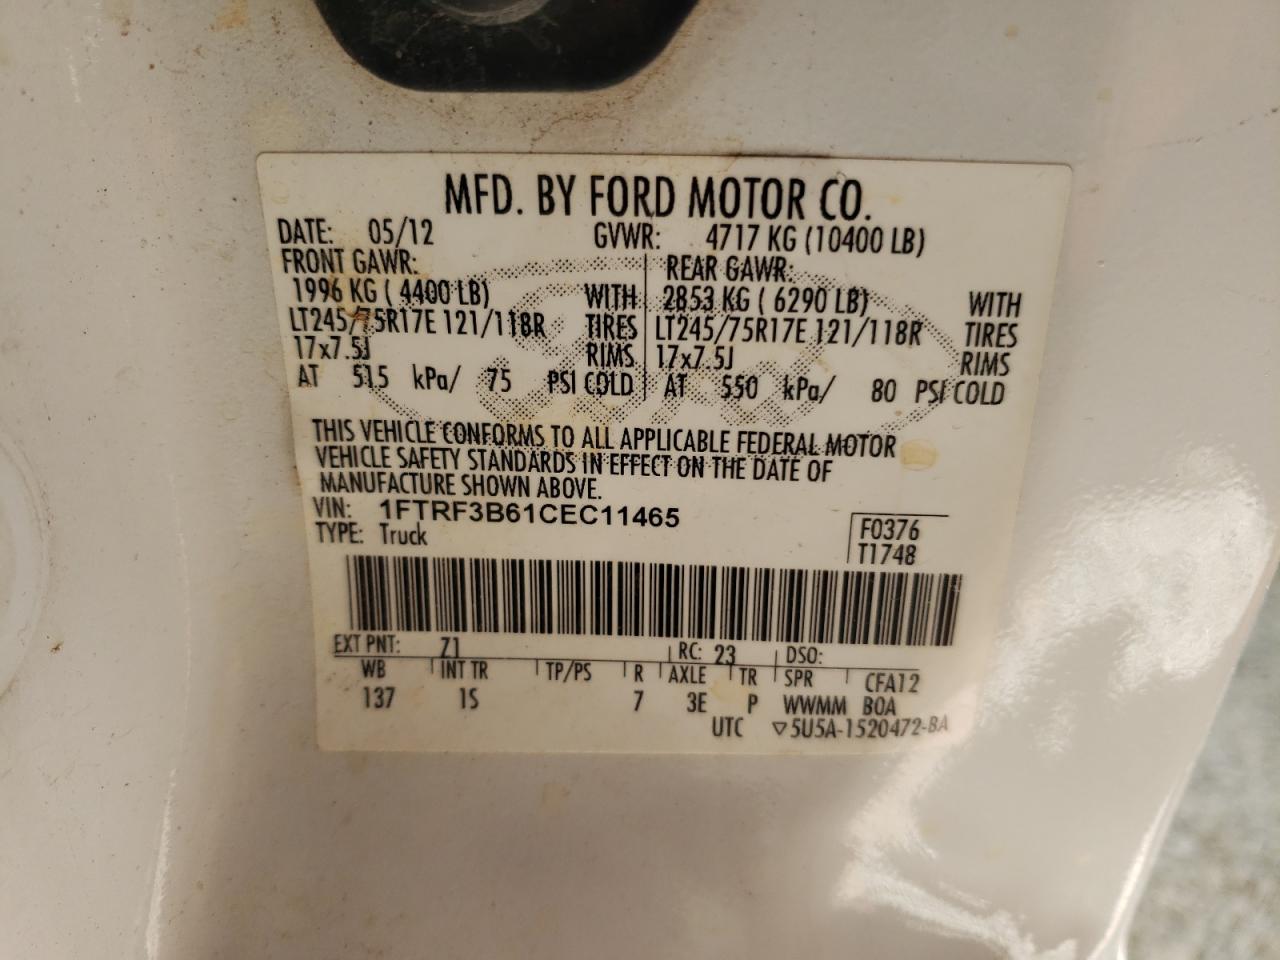 MFD. BY FORD MOTOR CO.
DATE: 05/12 GVWR: 4717 KG (10400 LB)
FRONT GAWR: REAR GAWR:
1996 KG ( 4400 LB) WITH 2853 KG ( 6290 LB) WITH
LT245/75R17E 121/118R TIRES LT245/75R17E 121/118R TIRES
17x7.5J RIMS 17x7.5J RIMS
AT 515 kPa/ 75 PSI COLD AT 550 kPa/ 80 PSI COLD
THIS VEHICLE CONFORMS TO ALL APPLICABLE FEDERAL MOTOR
VEHICLE SAFETY STANDARDS IN EFFECT ON THE DATE OF
MANUFACTURE SHOWN ABOVE.
VIN: 1FTRF3B61CEC11465
TYPE: Truck
F0376
T1748
EXT PNT: Z1 RC: 23 DSO:
WB INT TR TP/PS R AXLE TR SPR CFA12
137 1S 7 3E P WWMM BOA
UTC ▽5U5A-1520472-BA